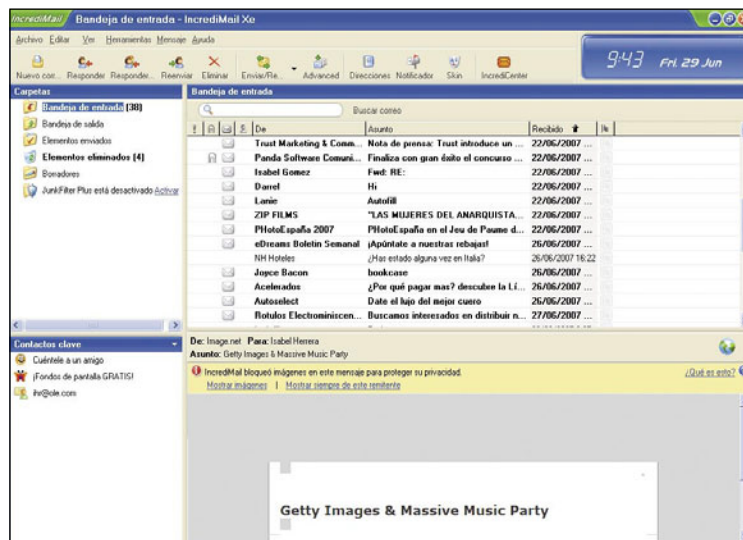 IncrediMail Bandeja de entrada - IncrediMail Xe
Archivo Editar Ver Herramientas Mensaje Ayuda
Nuevo cor... Responder Responder... Reenviar Eliminar Enviar/Re... Advanced Direcciones Notificador Skin IncrediCenter
9:43 Fri. 29 Jun
Carpetas
Bandeja de entrada (38)
Bandeja de salida
Elementos enviados
Elementos eliminados (4)
Borradores
JunkFilter Plus está desactivado Activar
Contactos clave
Cuéntele a un amigo
¡Fondos de pantalla GRATIS!
ihr@ole.com
Bandeja de entrada
Buscar correo
De Asunto Recibido
Trust Marketing & Comm... Nota de prensa: Trust introduce un ... 22/06/2007 ...
Panda Software Comuni... Finaliza con gran éxito el concurso ... 22/06/2007 ...
Isabel Gomez Fwd: RE: 22/06/2007 ...
Darrel Hi 22/06/2007 ...
Lanie Autofill 22/06/2007 ...
ZIP FILMS "LAS MUJERES DEL ANARQUISTA... 22/06/2007 ...
PHotoEspaña 2007 PHotoEspaña en el Jeu de Paume d... 22/06/2007 ...
eDreams Boletin Semanal ¡Apúntate a nuestras rebajas! 26/06/2007 ...
NH Hoteles ¿Has estado alguna vez en Italia? 26/06/2007 16:22
Joyce Bacon bookcase 26/06/2007 ...
Acelerados ¿Por qué pagar mas? descubre la Lí... 26/06/2007 ...
Autoselect Date el lujo del mejor cuero 26/06/2007 ...
Rotulos Electrominiscen... Buscamos interesados en distribuir n... 27/06/2007 ...
De: Image.net Para: Isabel Herrera
Asunto: Getty Images & Massive Music Party
IncrediMail bloqueó imágenes en este mensaje para proteger su privacidad. ¿Qué es esto?
Mostrar imágenes | Mostrar siempre de este remitente
Getty Images & Massive Music Party